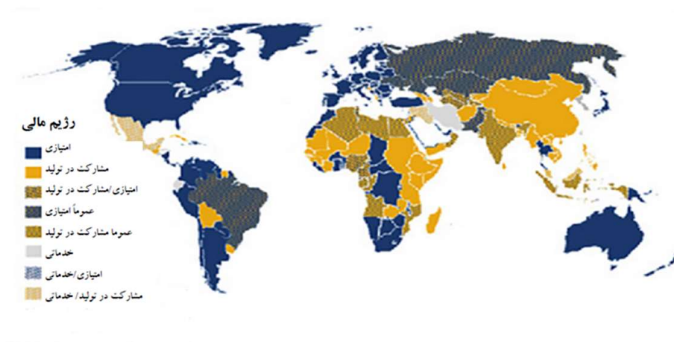 رژیم مالی
امتیازی
مشارکت در تولید
امتیازی/مشارکت در تولید
عموماً امتیازی
عموما مشارکت در تولید
خدماتی
امتیازی/خدماتی
مشارکت در تولید/ خدماتی